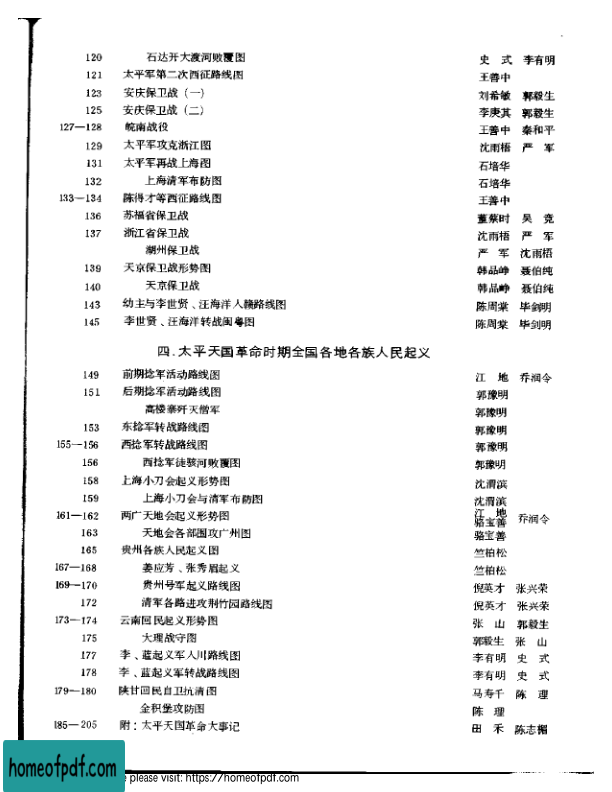 120 石达开大渡河败覆图 史 式 李有明
121 太平军第二次西征路线图 王善中
123 安庆保卫战（一） 刘希敏 郭毅生
125 安庆保卫战（二） 李庚其 郭毅生
127—128 皖南战役 王善中 秦和平
129 太平军攻克浙江图 沈雨梧 严 军
131 太平军再战上海图 石培华
132 上海清军布防图 石培华
133—134 陈得才等西征路线图 王善中
136 苏福省保卫战 董蔡时 吴 竞
137 浙江省保卫战 沈雨梧 严 军
湖州保卫战 严 军 沈雨梧
139 天京保卫战形势图 韩品峥 聂伯纯
140 天京保卫战 韩品峥 聂伯纯
143 幼主与李世贤、汪海洋入赣路线图 陈周棠 毕剑明
145 李世贤、汪海洋转战闽粤图 陈周棠 毕剑明
四.太平天国革命时期全国各地各族人民起义
149 前期捻军活动路线图 江 地 乔润令
151 后期捻军活动路线图 郭豫明
高楼寨歼灭僧军 郭豫明
153 东捻军转战路线图 郭豫明
155—156 西捻军转战路线图 郭豫明
156 西捻军徒骇河败覆图 郭豫明
158 上海小刀会起义形势图 沈渭滨
159 上海小刀会与清军布防图 沈渭滨
161—162 两广天地会起义形势图 江 地 骆宝善 乔润令
163 天地会各部围攻广州图 骆宝善
165 贵州各族人民起义图 竺柏松
167—168 姜应芳、张秀眉起义 竺柏松
169—170 贵州号军起义路线图 倪英才 张兴荣
172 清军各路进攻荆竹园路线图 倪英才 张兴荣
173—174 云南回民起义形势图 张 山 郭毅生
175 大理战守图 郭毅生 张 山
177 李、蓝起义军入川路线图 李有明 史 式
178 李、蓝起义军转战路线图 李有明 史 式
179—180 陕甘回民自卫抗清图 马寿千 陈 理
金积堡攻防图 陈 理
185—205 附：太平天国革命大事记 田 禾 陈志楣
homeofpdf.com
e please visit: https://homeofpdf.com